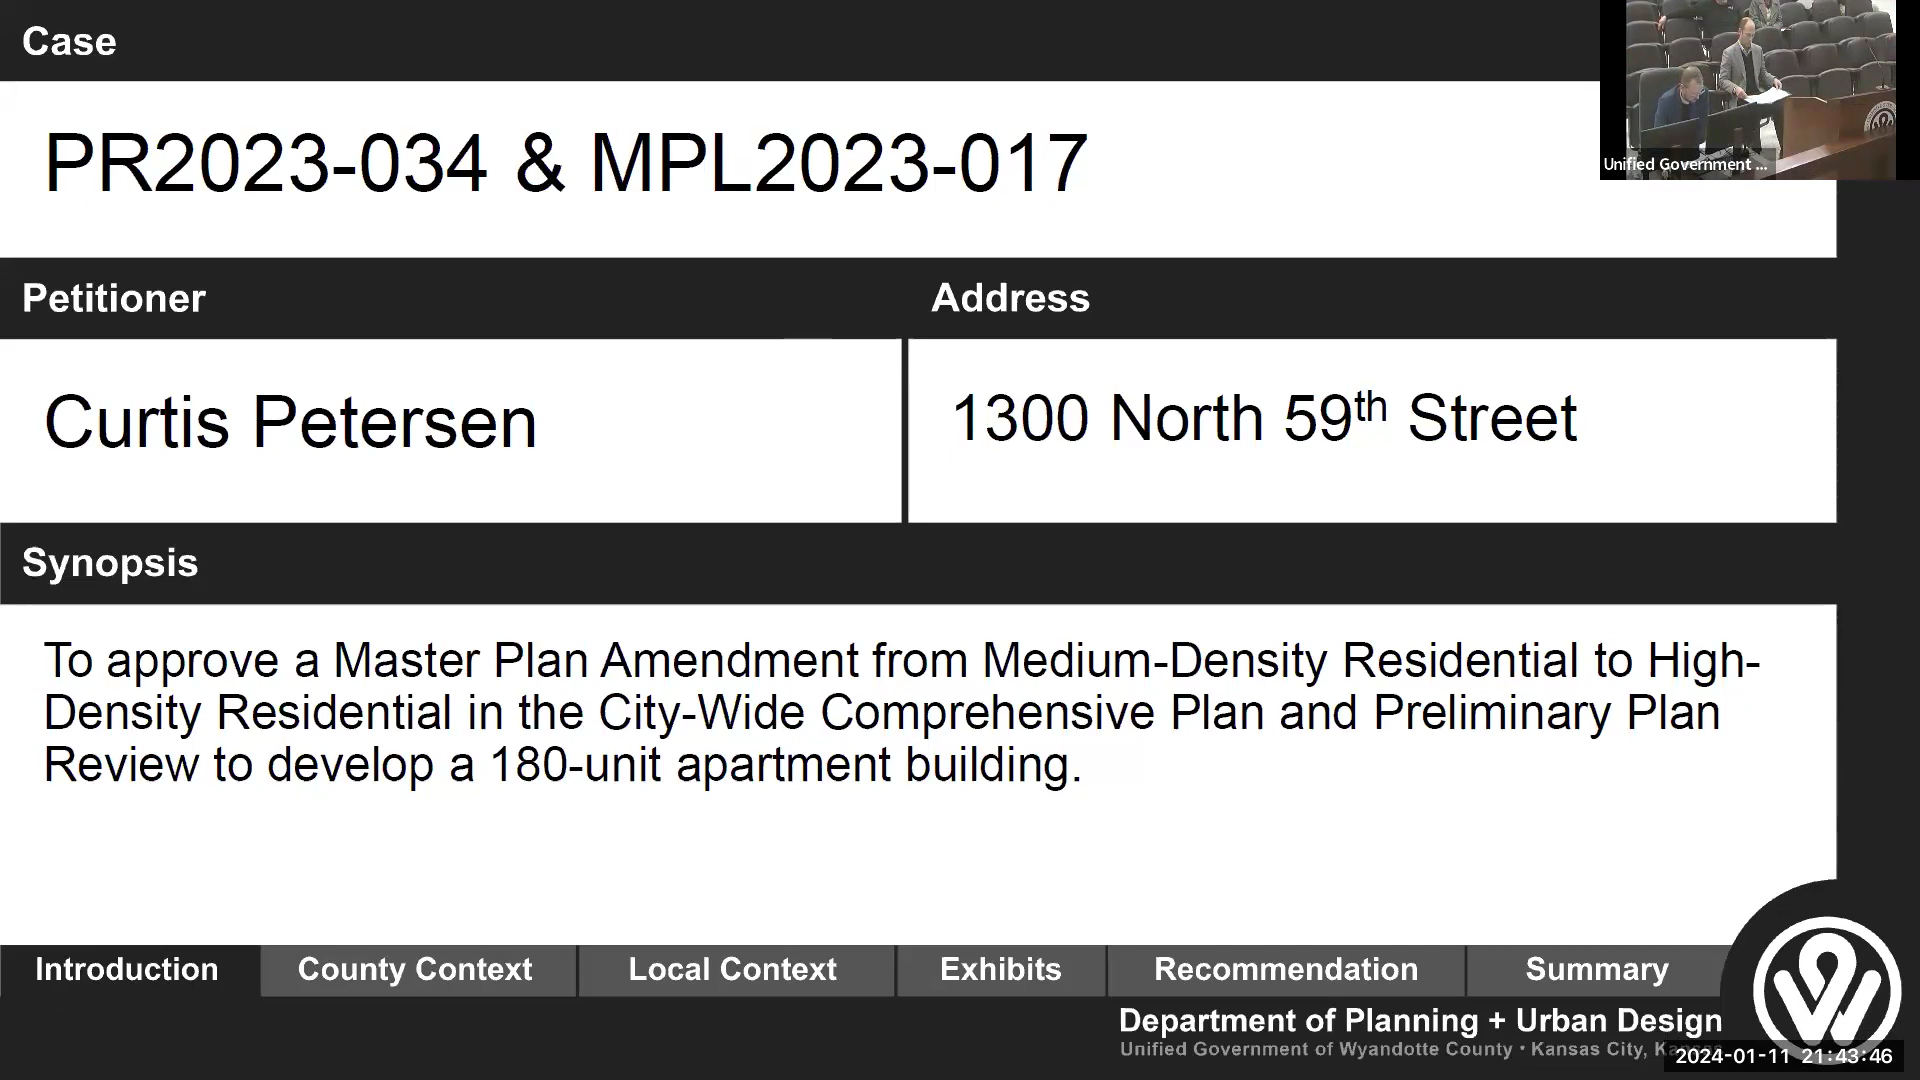 Case
Unified Government ...
PR2023-034 & MPL2023-017
Petitioner
Address
Curtis Petersen
1300 North 59th Street
Synopsis
To approve a Master Plan Amendment from Medium-Density Residential to High-
Density Residential in the City-Wide Comprehensive Plan and Preliminary Plan
Review to develop a 180-unit apartment building.
Introduction
County Context
Local Context
Exhibits
Recommendation
Summary
Department of Planning + Urban Design
Unified Government of Wyandotte County • Kansas City,
2024-01-11 21:43:46